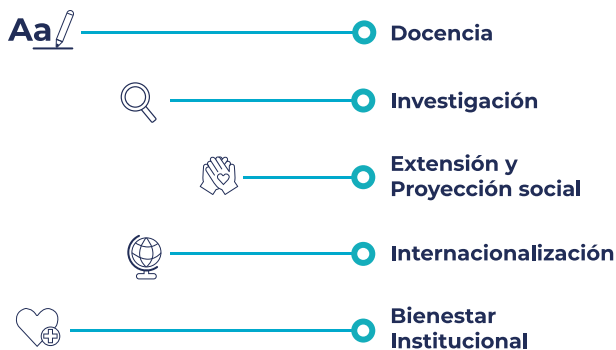 Aa
Docencia
Investigación
Extensión y
Proyección social
Internacionalización
Bienestar
Institucional